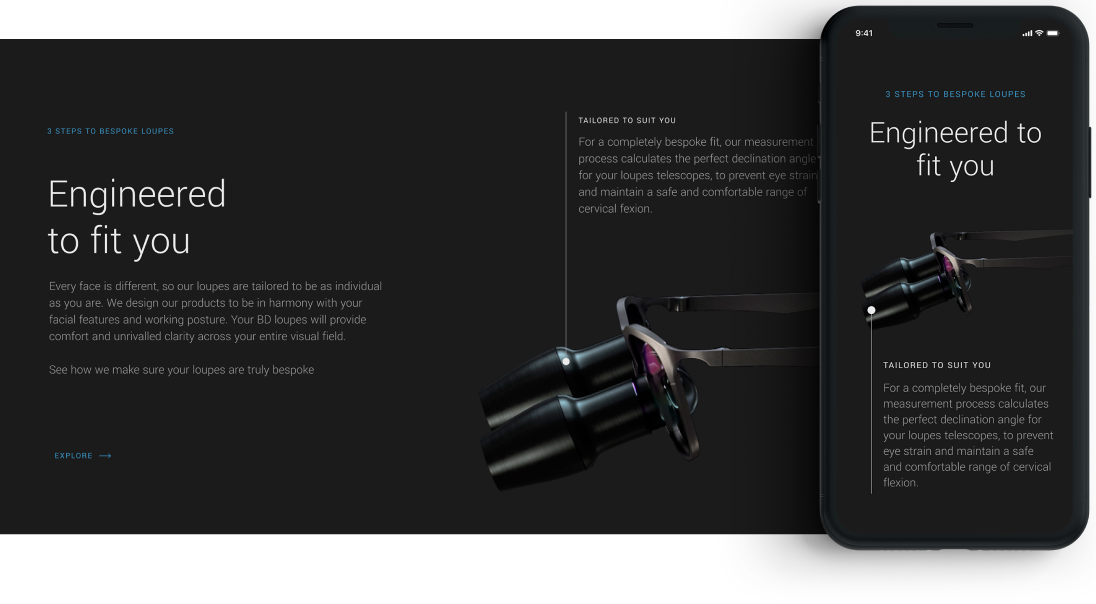 3 STEPS TO BESPOKE LOUPES
Engineered
to fit you
Every face is different, so our loupes are tailored to be as individual
as you are. We design our products to be in harmony with your
facial features and working posture. Your BD loupes will provide
comfort and unrivalled clarity across your entire visual field.
See how we make sure your loupes are truly bespoke
EXPLORE
TAILORED TO SUIT YOU
For a completely bespoke fit, our measurement
process calculates the perfect declination angle
for your loupes telescopes, to prevent eye strain
and maintain a safe and comfortable range of
cervical fexion.
9:41
3 STEPS TO BESPOKE LOUPES
Engineered to
fit you
TAILORED TO SUIT YOU
For a completely bespoke fit, our
measurement process calculates
the perfect declination angle for
your loupes telescopes, to prevent
eye strain and maintain a safe
and comfortable range of cervical
flexion.